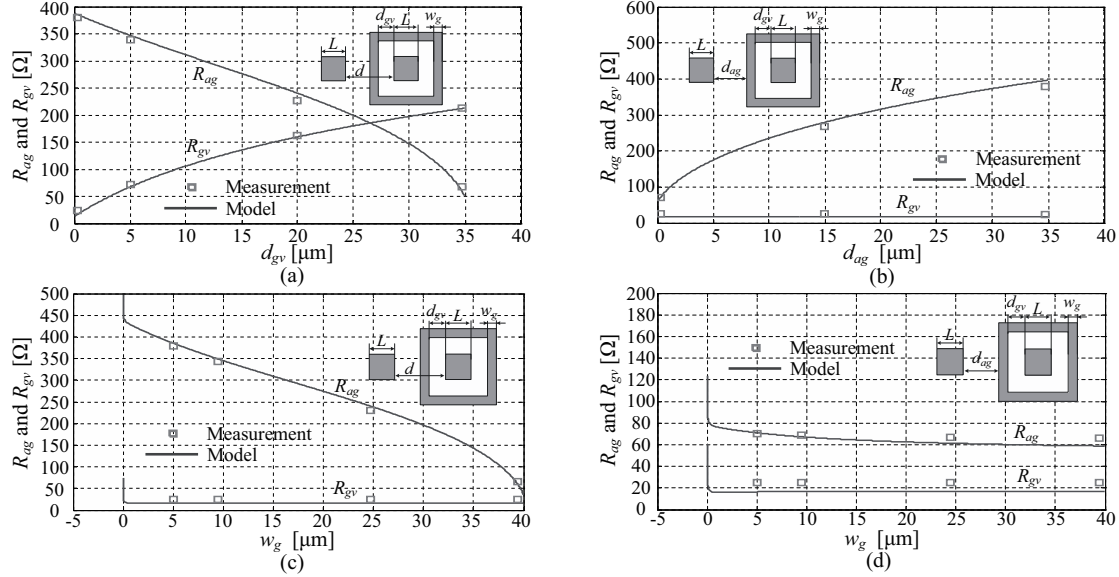 R_ag and R_gv [Ω]
400
350
300
250
200
150
100
50
0
0 5 10 15 20 25 30 35 40
d_gv [μm]
(a)
R_ag
R_gv
Measurement
Model
d_gv L w_g
L
d
R_ag and R_gv [Ω]
600
500
400
300
200
100
0
0 5 10 15 20 25 30 35 40
d_ag [μm]
(b)
R_ag
R_gv
Measurement
Model
d_gv L w_g
L
d_ag
R_ag and R_gv [Ω]
500
450
400
350
300
250
200
150
100
50
0
-5 0 5 10 15 20 25 30 35 40
w_g [μm]
(c)
R_ag
R_gv
Measurement
Model
d_gv L w_g
L
d
R_ag and R_gv [Ω]
200
180
160
140
120
100
80
60
40
20
0
-5 0 5 10 15 20 25 30 35 40
w_g [μm]
(d)
R_ag
R_gv
Measurement
Model
d_gv L w_g
L
d_ag